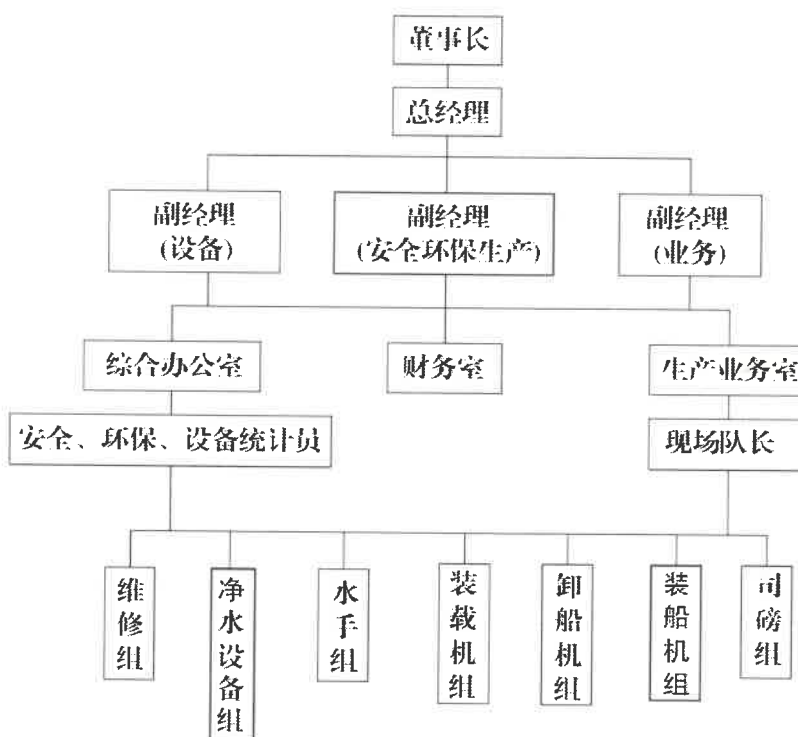 董事长
总经理
副经理
(设备)
副经理
(安全环保生产)
副经理
(业务)
综合办公室
财务室
生产业务室
安全、环保、设备统计员
现场队长
维修组
净水设备组
水手组
装载机组
卸船机组
装船机组
司磅组